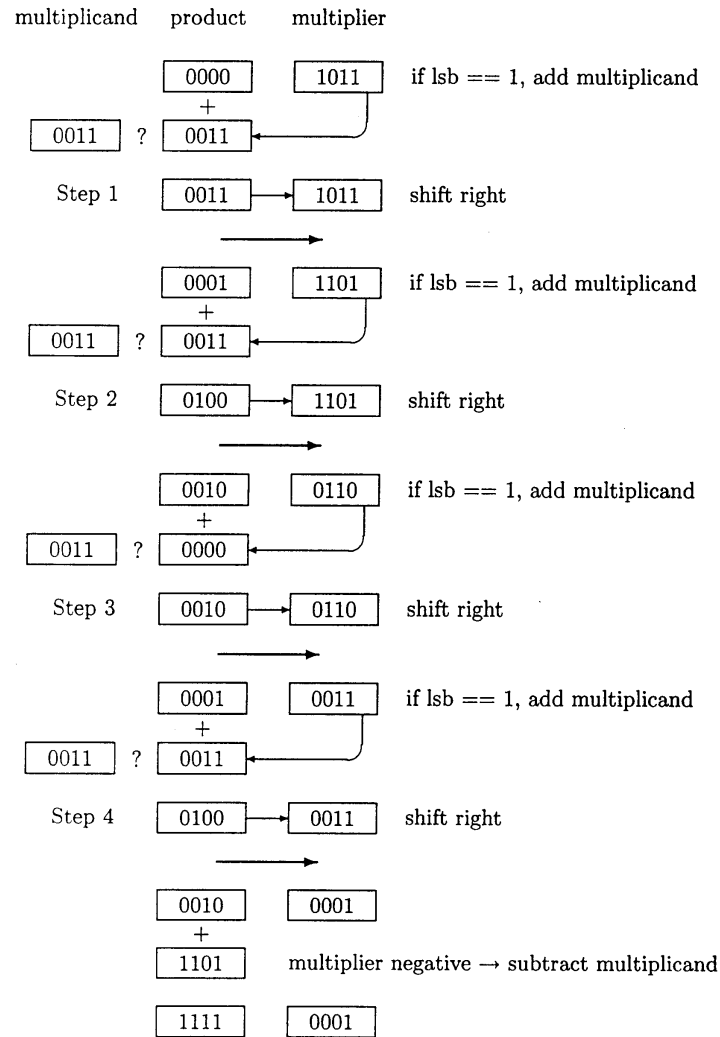 multiplicand product multiplier
0000 1011 if lsb == 1, add multiplicand
+
0011 ? 0011
Step 1 0011 1011 shift right
0001 1101 if lsb == 1, add multiplicand
+
0011 ? 0011
Step 2 0100 1101 shift right
0010 0110 if lsb == 1, add multiplicand
+
0011 ? 0000
Step 3 0010 0110 shift right
0001 0011 if lsb == 1, add multiplicand
+
0011 ? 0011
Step 4 0100 0011 shift right
0010 0001
+
1101 multiplier negative → subtract multiplicand
1111 0001